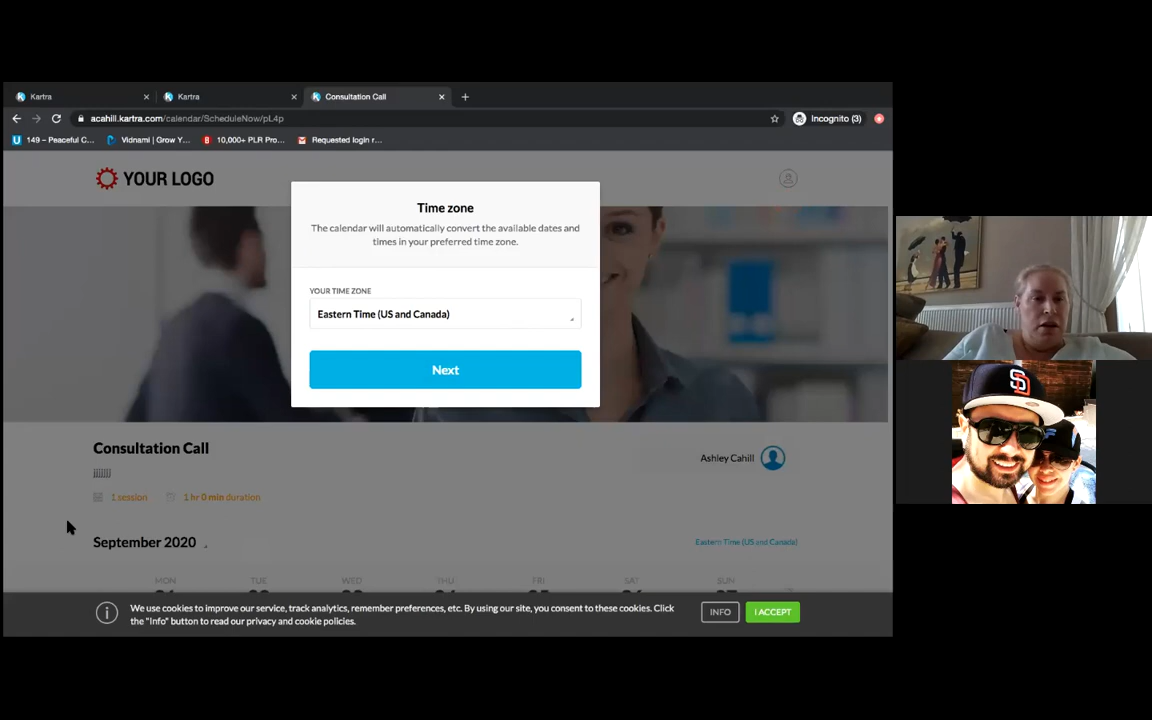 Kartra
Kartra
Consultation Call
acahill.kartra.com/calendar/ScheduleNow/pL4p
Incognito (3)
149 – Peaceful C...
Vidnami | Grow Y...
10,000+ PLR Pro...
Requested login r...
YOUR LOGO
Time zone
The calendar will automatically convert the available dates and
times in your preferred time zone.
YOUR TIME ZONE
Eastern Time (US and Canada)
Next
Consultation Call
Ashley Cahill
1 session
1 hr 0 min duration
September 2020
Eastern Time (US and Canada)
MON
TUE
WED
THU
FRI
SAT
SUN
We use cookies to improve our service, track analytics, remember preferences, etc. By using our site, you consent to these cookies. Click
the "Info" button to read our privacy and cookie policies.
INFO
I ACCEPT